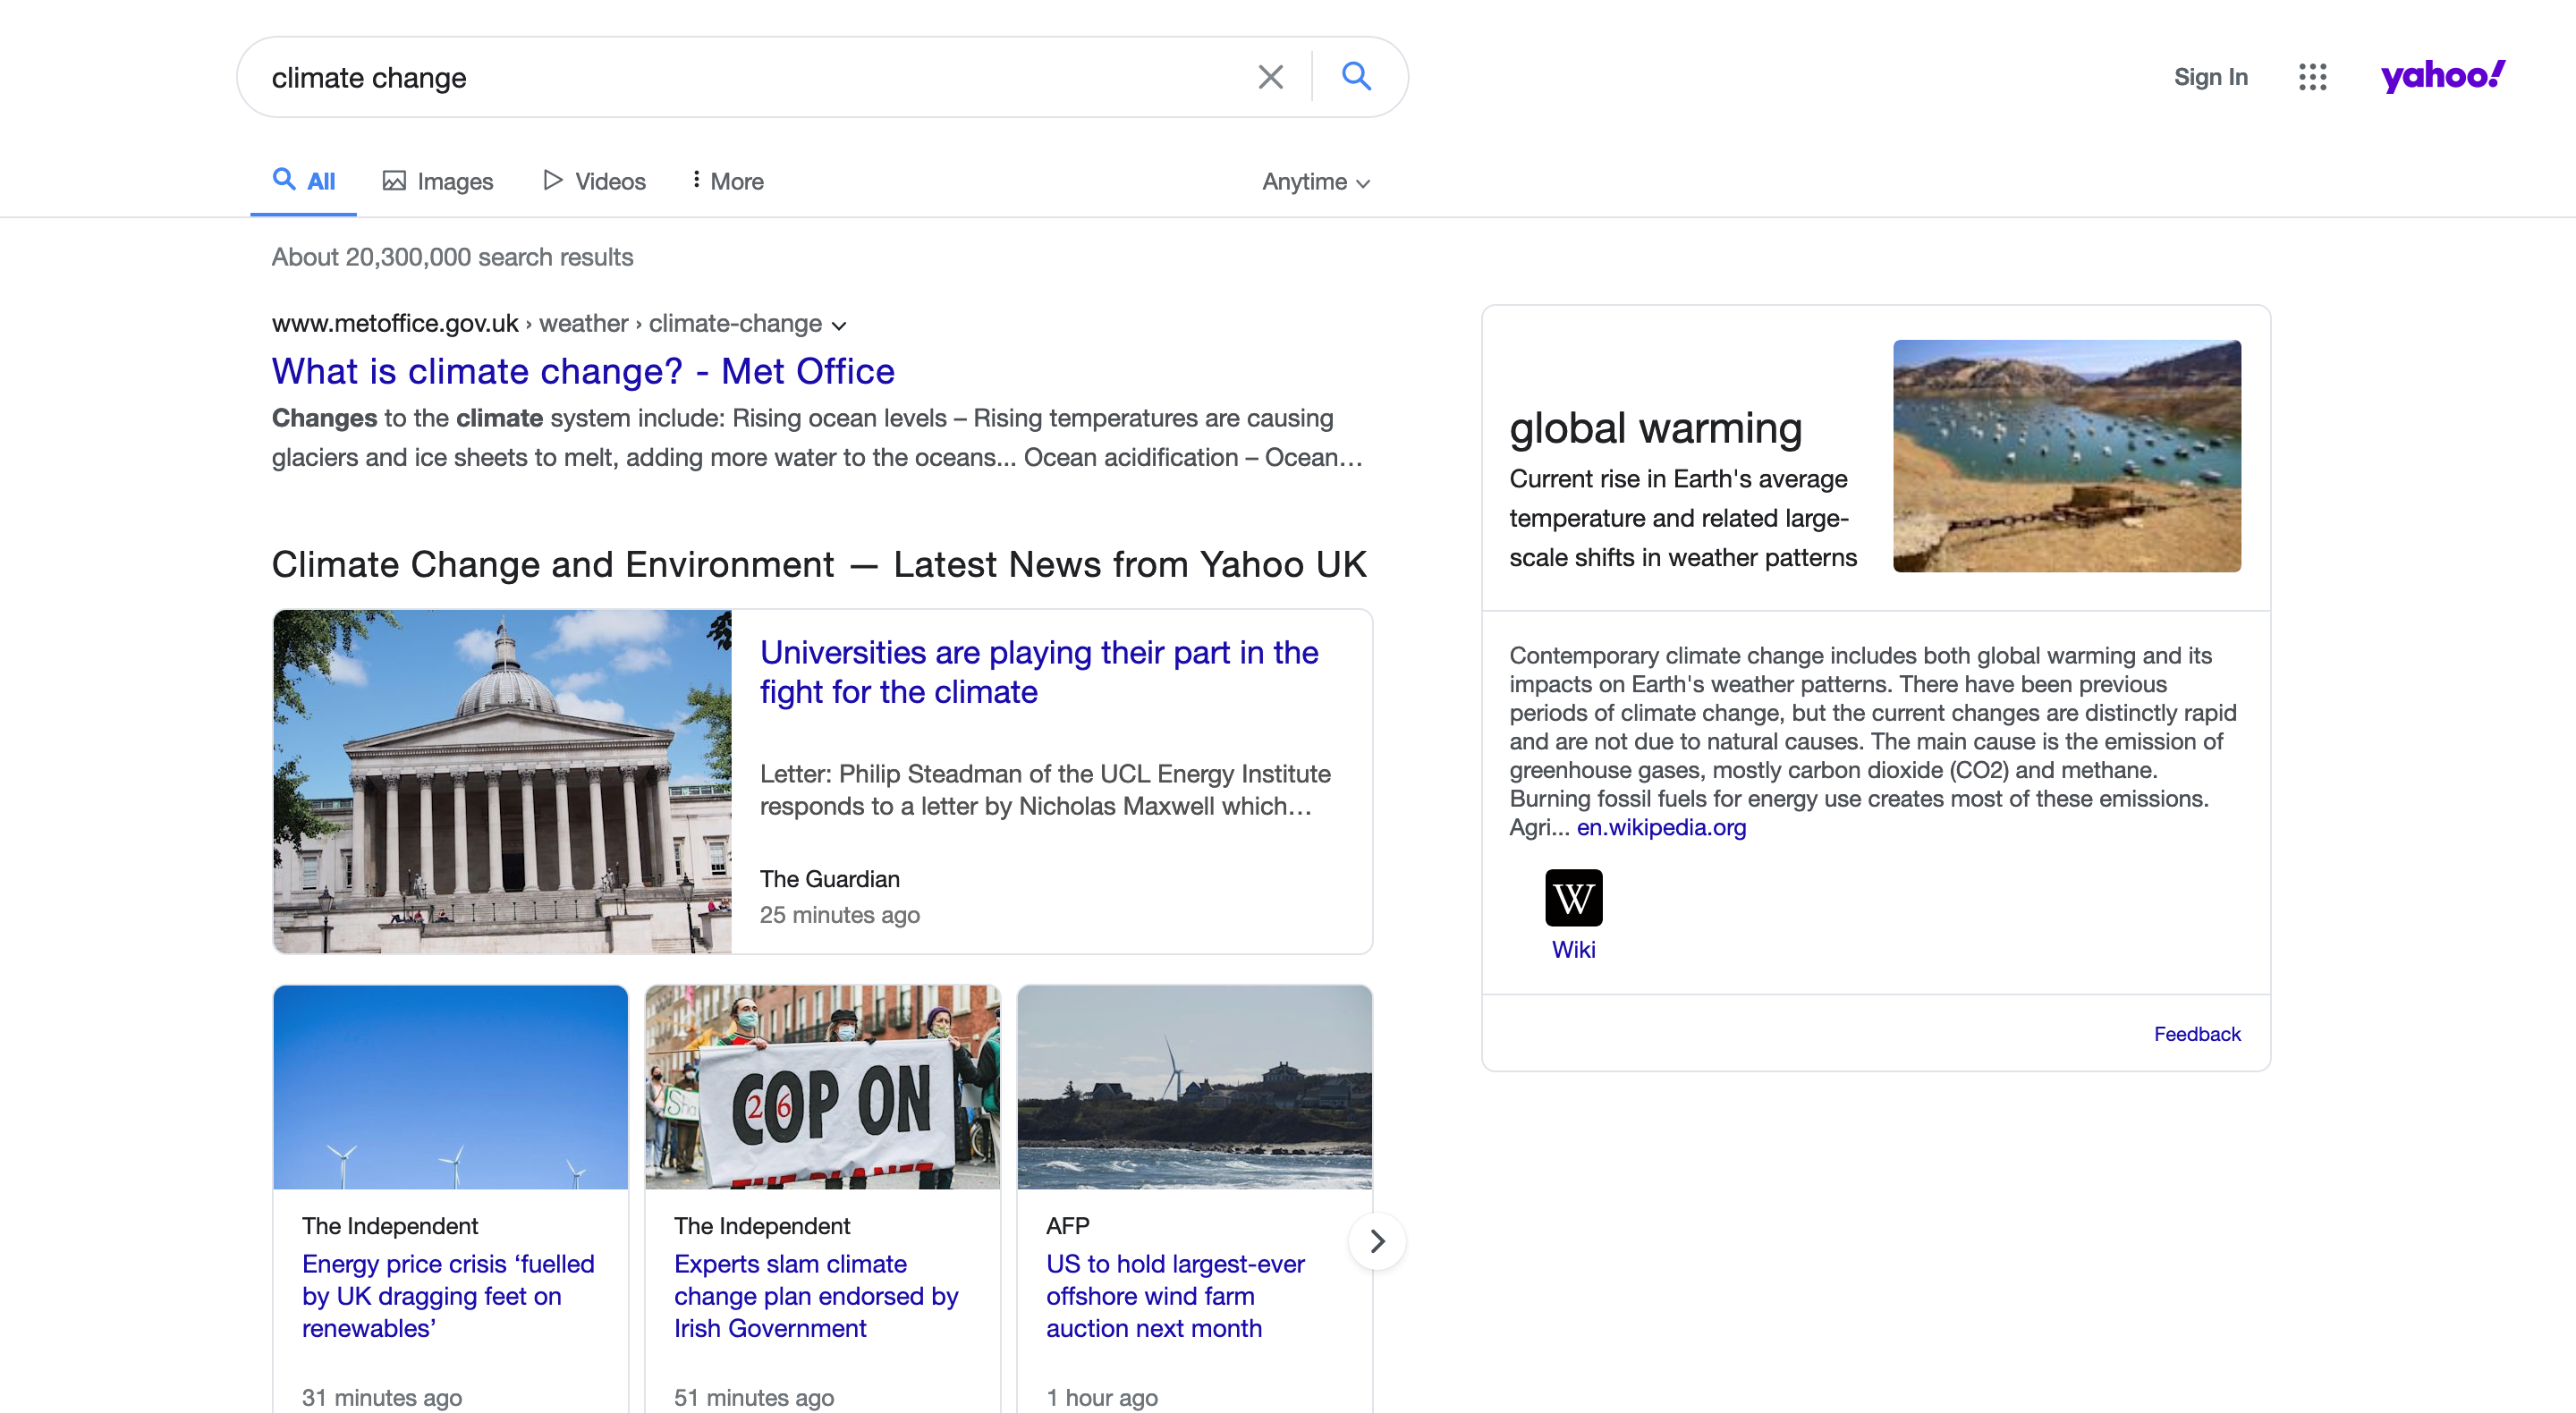 climate change
Sign In
yahoo!
All
Images
Videos
More
Anytime
About 20,300,000 search results
www.metoffice.gov.uk › weather › climate-change
What is climate change? - Met Office
Changes to the climate system include: Rising ocean levels – Rising temperatures are causing
glaciers and ice sheets to melt, adding more water to the oceans... Ocean acidification – Ocean...
Climate Change and Environment — Latest News from Yahoo UK
Universities are playing their part in the
fight for the climate
Letter: Philip Steadman of the UCL Energy Institute
responds to a letter by Nicholas Maxwell which...
The Guardian
25 minutes ago
The Independent
Energy price crisis ‘fuelled
by UK dragging feet on
renewables’
31 minutes ago
Sha
COP ON
26
THE PLANET
The Independent
Experts slam climate
change plan endorsed by
Irish Government
51 minutes ago
AFP
US to hold largest-ever
offshore wind farm
auction next month
1 hour ago
global warming
Current rise in Earth's average
temperature and related large-
scale shifts in weather patterns
Contemporary climate change includes both global warming and its
impacts on Earth's weather patterns. There have been previous
periods of climate change, but the current changes are distinctly rapid
and are not due to natural causes. The main cause is the emission of
greenhouse gases, mostly carbon dioxide (CO2) and methane.
Burning fossil fuels for energy use creates most of these emissions.
Agri... en.wikipedia.org
W
Wiki
Feedback